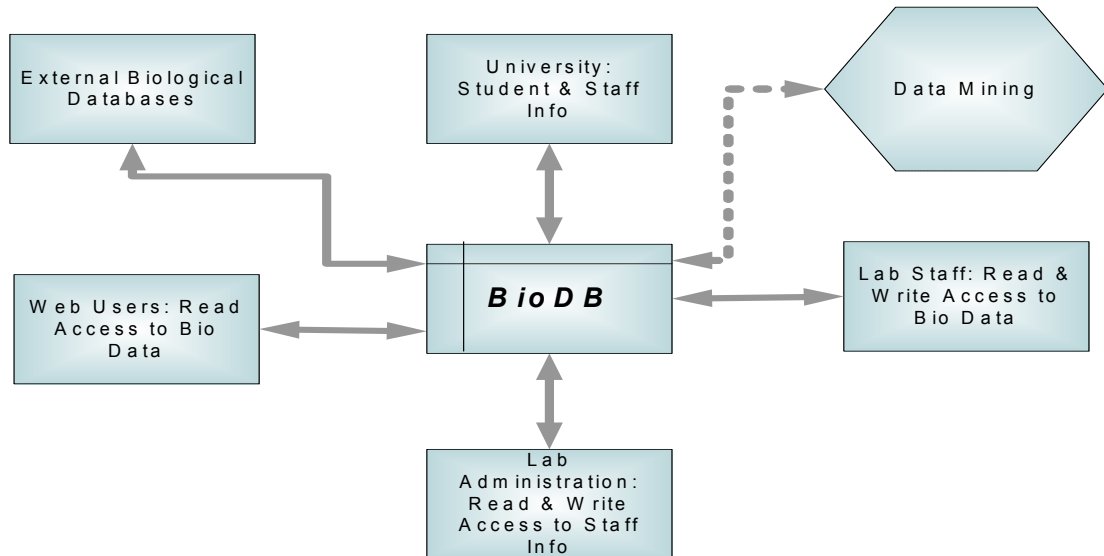 External Biological
Databases
University:
Student & Staff
Info
Data Mining
Web Users: Read
Access to Bio
Data
BioDB
Lab Staff: Read &
Write Access to
Bio Data
Lab
Administration:
Read & Write
Access to Staff
Info